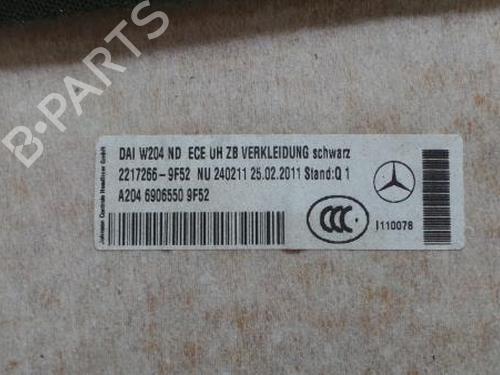 B-PARTS
DAI W204 ND ECE UH ZB VERKLEIDUNG schwarz
2217266-9F52 NU 240211 25.02.2011 Stand:Q 1
A204 6906550 9F52
CCC
I110078
Johnson Controls Headliner GmbH